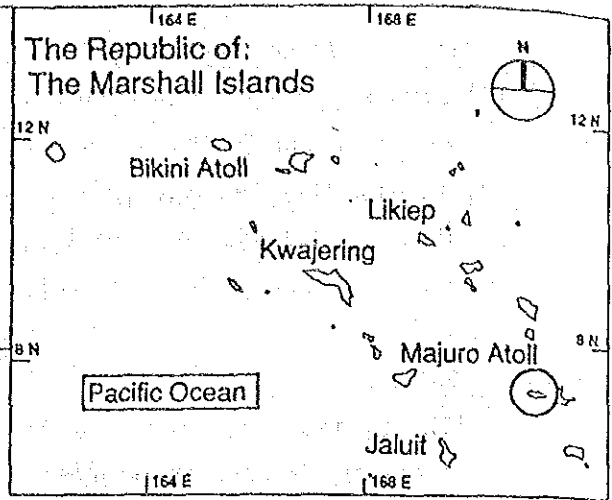 164 E
168 E
The Republic of:
The Marshall Islands
N
12 N
12 N
Bikini Atoll
Likiep
Kwajering
8 N
Majuro Atoll
8 N
Pacific Ocean
Jaluit
164 E
168 E